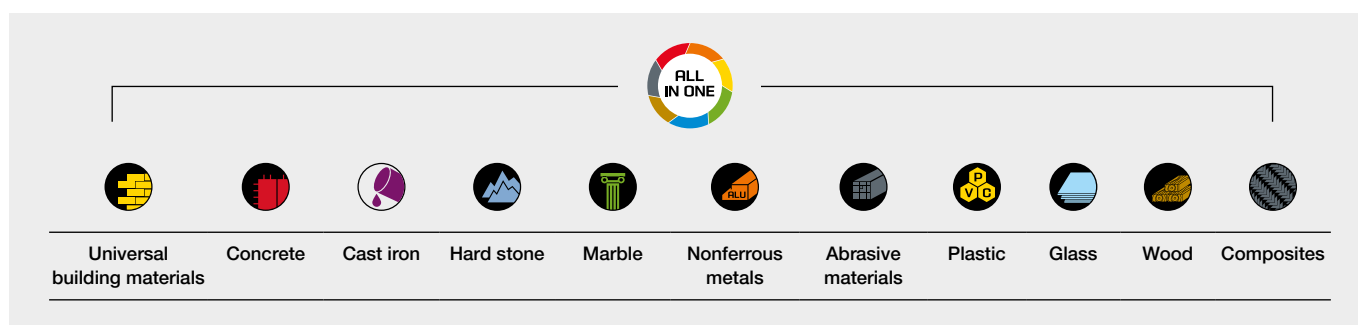 ALL
IN ONE
ALU
P
V C
Universal
building materials
Concrete
Cast iron
Hard stone
Marble
Nonferrous
metals
Abrasive
materials
Plastic
Glass
Wood
Composites